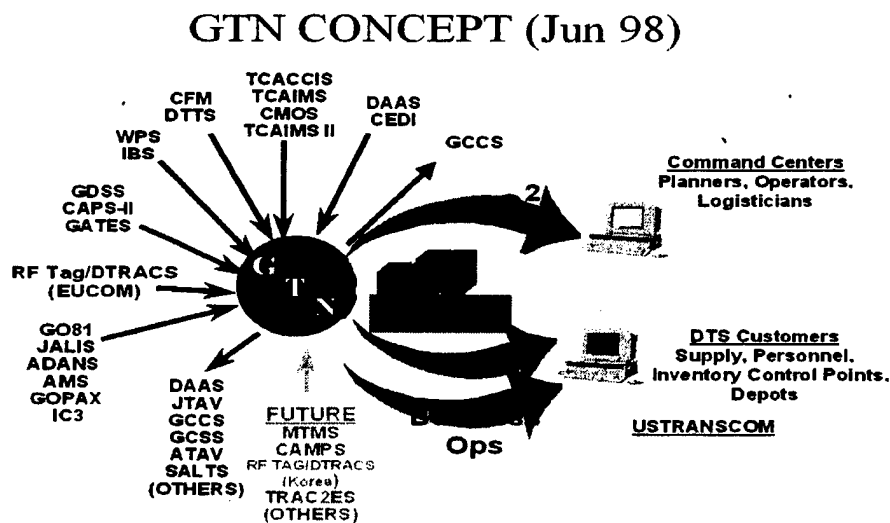 GTN CONCEPT (Jun 98)
TCACCIS
TCAIMS
CMOS
TCAIMS II
CFM
DTTS
DAAS
CEDI
WPS
IBS
GCCS
Command Centers
Planners, Operators,
Logisticians
GDSS
CAPS-II
GATES
2
G
T
N
RF Tag/DTRACS
(EUCOM)
GO81
JALIS
ADANS
AMS
GOPAX
IC3
DTS Customers
Supply, Personnel,
Inventory Control Points,
Depots
DAAS
JTAV
GCCS
GCSS
ATAV
SALTS
(OTHERS)
FUTURE
MTMS
CAMPS
RF TAG/DTRACS
(Korea)
TRAC2ES
(OTHERS)
Ops
USTRANSCOM